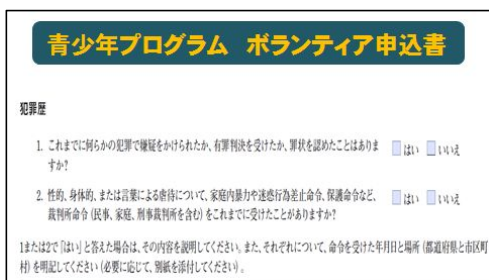 青少年プログラム ボランティア申込書
犯罪歴
1. これまでに何らかの犯罪で嫌疑をかけられたか、有罪判決を受けたか、罪状を認めたことはありま はい いいえ
すか?
2. 性的、身体的、または言葉による虐待について、家庭内暴力や迷惑行為差止命令、保護命令など、 はい いいえ
裁判所命令 (民事、家庭、刑事裁判所を含む) をこれまでに受けたことがありますか?
1または2で「はい」と答えた場合は、その内容を説明してください。また、それぞれについて、命令を受けた年月日と場所 (都道府県と市区町
村) を明記してください (必要に応じて、別紙を添付してください) 。